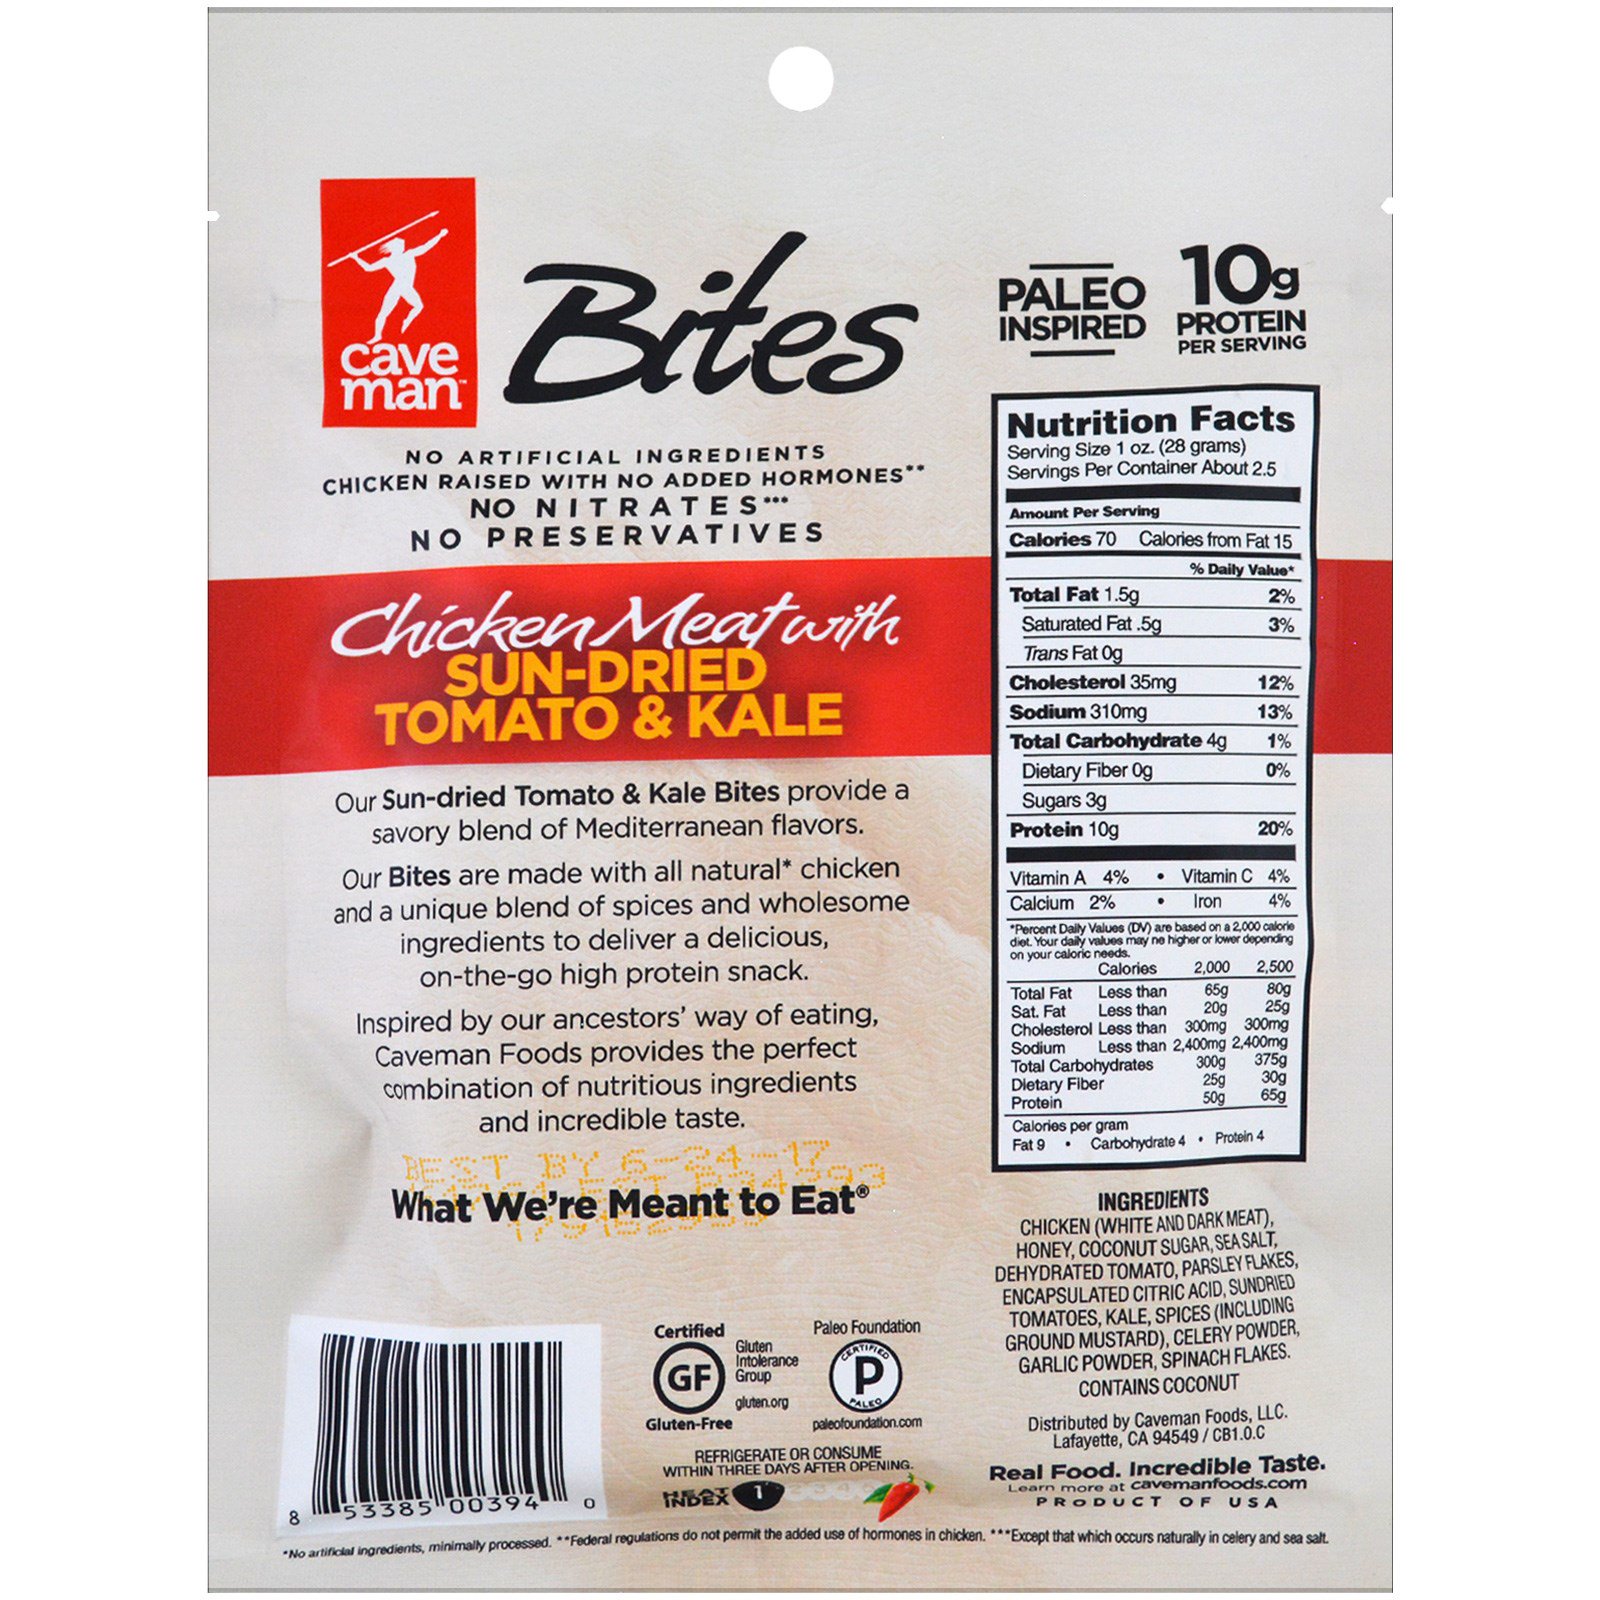 cave
man™
Bites
PALEO
INSPIRED
10g
PROTEIN
PER SERVING
NO ARTIFICIAL INGREDIENTS
CHICKEN RAISED WITH NO ADDED HORMONES**
NO NITRATES***
NO PRESERVATIVES
Chicken Meat with
SUN-DRIED
TOMATO & KALE
Our Sun-dried Tomato & Kale Bites provide a
savory blend of Mediterranean flavors.
Our Bites are made with all natural* chicken
and a unique blend of spices and wholesome
ingredients to deliver a delicious,
on-the-go high protein snack.
Inspired by our ancestors' way of eating,
Caveman Foods provides the perfect
combination of nutritious ingredients
and incredible taste.
BEST BY 6-24-17
What We're Meant to Eat®
Nutrition Facts
Serving Size 1 oz. (28 grams)
Servings Per Container About 2.5
Amount Per Serving
Calories 70 Calories from Fat 15
% Daily Value*
Total Fat 1.5g 2%
Saturated Fat .5g 3%
Trans Fat 0g
Cholesterol 35mg 12%
Sodium 310mg 13%
Total Carbohydrate 4g 1%
Dietary Fiber 0g 0%
Sugars 3g
Protein 10g 20%
Vitamin A 4% • Vitamin C 4%
Calcium 2% • Iron 4%
*Percent Daily Values (DV) are based on a 2,000 calorie
diet. Your daily values may ne higher or lower depending
on your caloric needs.
Calories 2,000 2,500
Total Fat Less than 65g 80g
Sat. Fat Less than 20g 25g
Cholesterol Less than 300mg 300mg
Sodium Less than 2,400mg 2,400mg
Total Carbohydrates 300g 375g
Dietary Fiber 25g 30g
Protein 50g 65g
Calories per gram
Fat 9 • Carbohydrate 4 • Protein 4
INGREDIENTS
CHICKEN (WHITE AND DARK MEAT),
HONEY, COCONUT SUGAR, SEA SALT,
DEHYDRATED TOMATO, PARSLEY FLAKES,
ENCAPSULATED CITRIC ACID, SUNDRIED
TOMATOES, KALE, SPICES (INCLUDING
GROUND MUSTARD), CELERY POWDER,
GARLIC POWDER, SPINACH FLAKES.
CONTAINS COCONUT
Distributed by Caveman Foods, LLC.
Lafayette, CA 94549 / CB1.0.C
Real Food. Incredible Taste.
Learn more at cavemanfoods.com
PRODUCT OF USA
Certified
GF
Gluten
Intolerance
Group
gluten.org
Gluten-Free
Paleo Foundation
CERTIFIED
P
PALEO
paleofoundation.com
REFRIGERATE OR CONSUME
WITHIN THREE DAYS AFTER OPENING.
HEAT
INDEX
1
8 53385 00394 0
*No artificial ingredients, minimally processed. **Federal regulations do not permit the added use of hormones in chicken. ***Except that which occurs naturally in celery and sea salt.